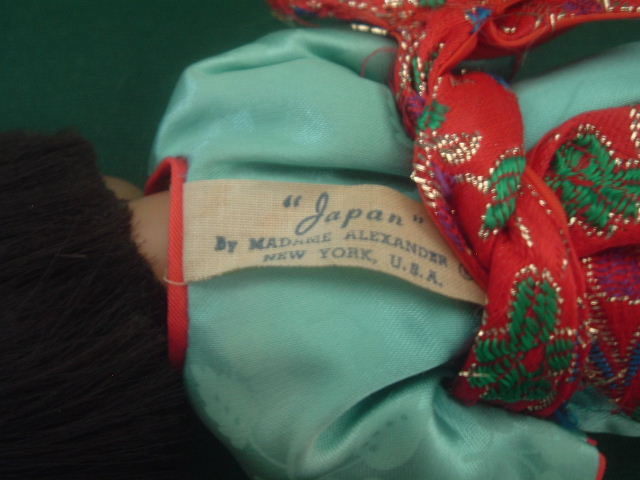 "Japan"
By MADAME ALEXANDER ®
NEW YORK, U.S.A.